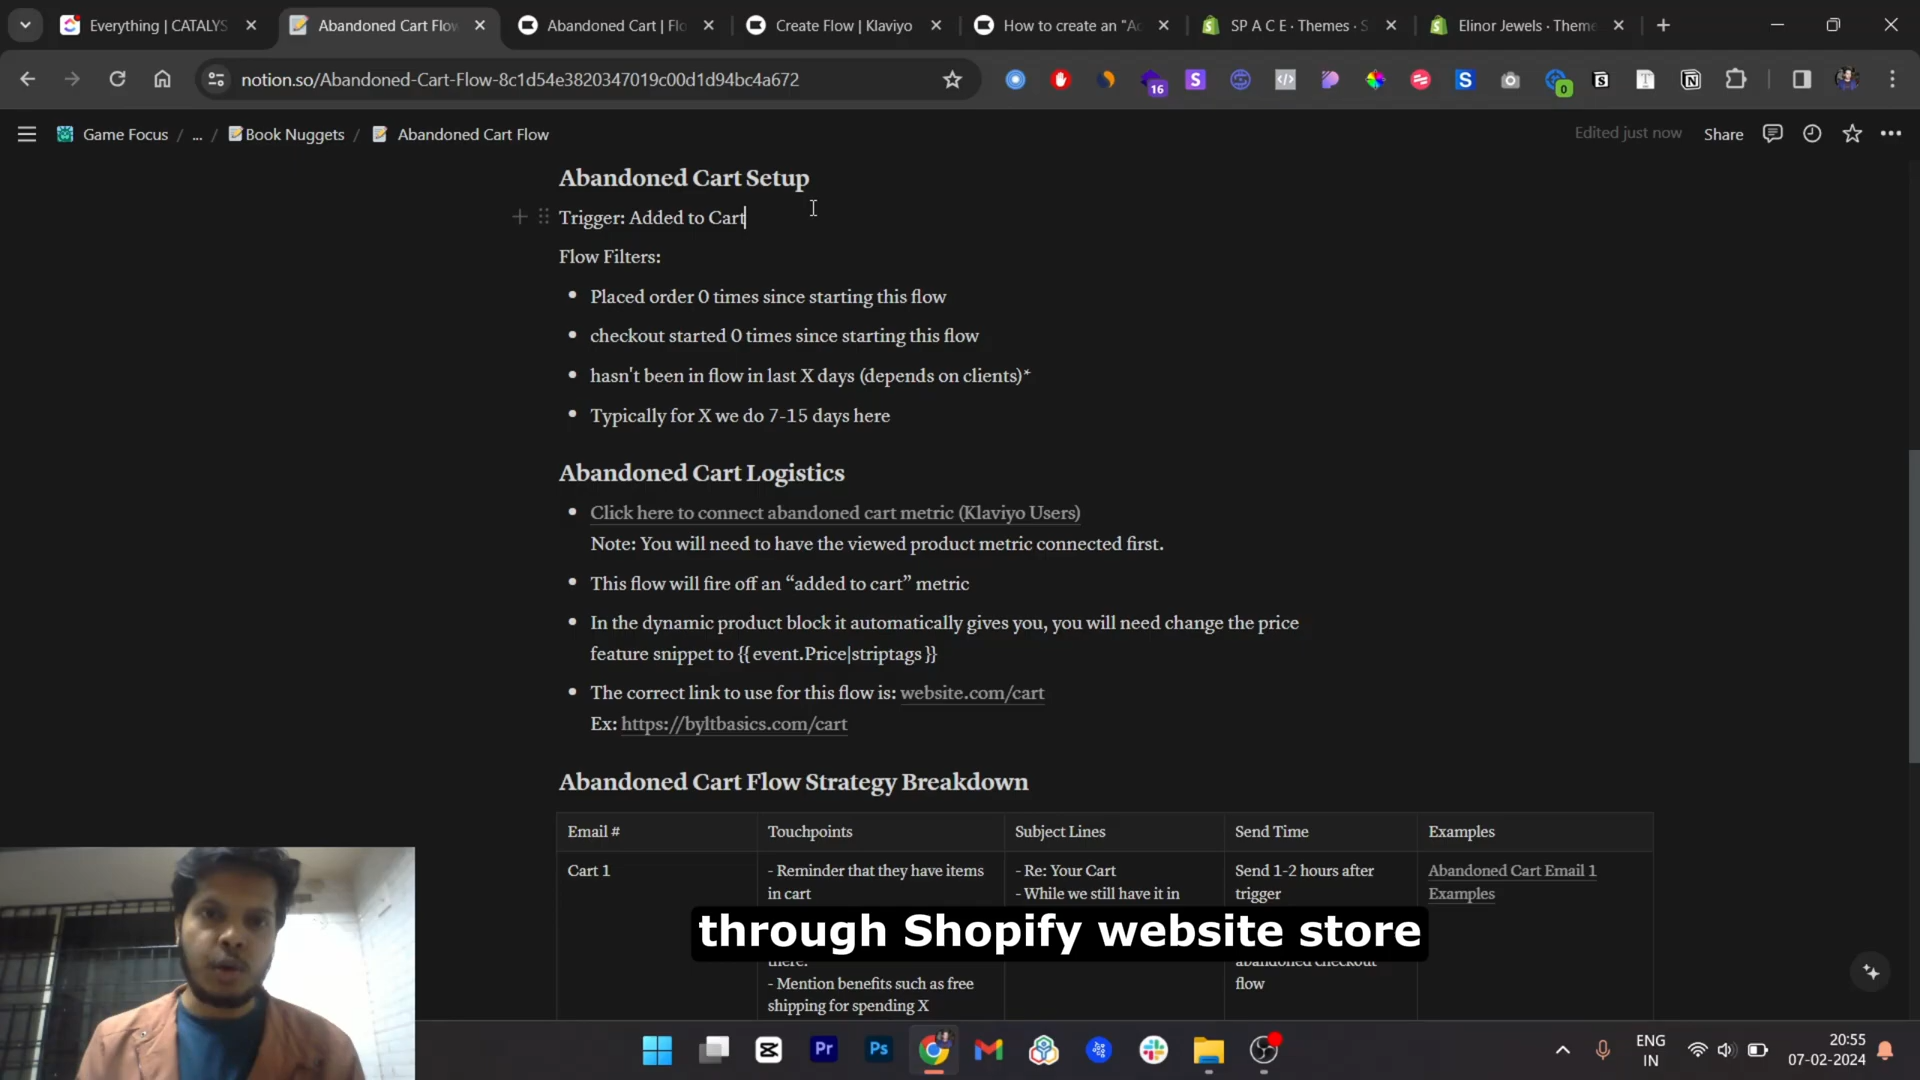 Everything | CATALYS
Abandoned Cart Flow
Abandoned Cart | Flo
Create Flow | Klaviyo
How to create an "Ac
SP A C E · Themes · S
Elinor Jewels · Theme
notion.so/Abandoned-Cart-Flow-8c1d54e3820347019c00d1d94bc4a672
16
0
Game Focus / ... / Book Nuggets / Abandoned Cart Flow
Edited just now
Share
Abandoned Cart Setup
Trigger: Added to Cart
Flow Filters:
• Placed order 0 times since starting this flow
• checkout started 0 times since starting this flow
• hasn't been in flow in last X days (depends on clients)*
• Typically for X we do 7-15 days here
Abandoned Cart Logistics
• Click here to connect abandoned cart metric (Klaviyo Users)
Note: You will need to have the viewed product metric connected first.
• This flow will fire off an “added to cart” metric
• In the dynamic product block it automatically gives you, you will need change the price
feature snippet to {{ event.Price|striptags }}
• The correct link to use for this flow is: website.com/cart
Ex: https://byltbasics.com/cart
Abandoned Cart Flow Strategy Breakdown
Email # Touchpoints Subject Lines Send Time Examples
Cart 1 - Reminder that they have items - Re: Your Cart Send 1-2 hours after Abandoned Cart Email 1
in cart - While we still have it in trigger Examples
through Shopify website store
there. abandoned checkout
- Mention benefits such as free flow
shipping for spending X
Pr
Ps
ENG
IN
20:55
07-02-2024